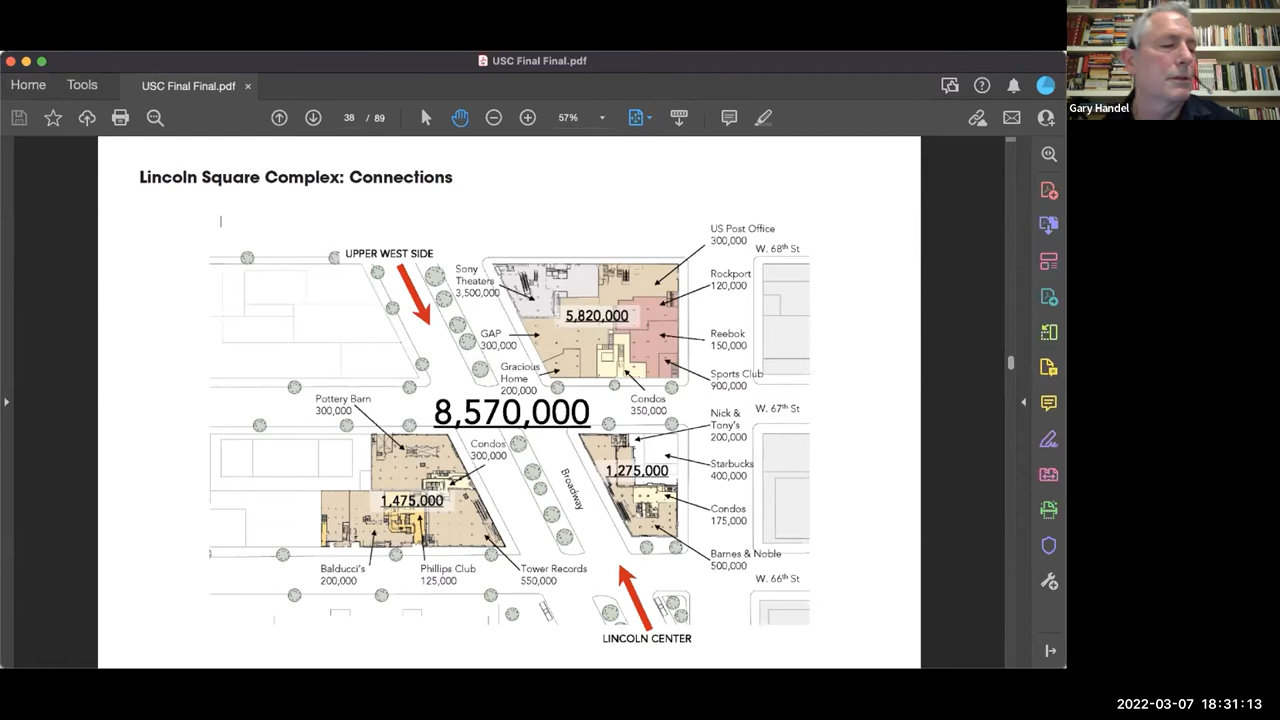 USC Final Final.pdf
Home
Tools
USC Final Final.pdf ×
38 / 89
57%
Gary Handel
Lincoln Square Complex: Connections
UPPER WEST SIDE
US Post Office
300,000
W. 68th St
Sony
Theaters
3,500,000
Rockport
120,000
5,820,000
GAP
300,000
Reebok
150,000
Gracious
Home
200,000
Sports Club
900,000
Condos
350,000
Pottery Barn
300,000
8,570,000
W. 67th St
Nick &
Tony's
200,000
Condos
300,000
Broadway
1,275,000
Starbucks
400,000
1,475,000
Condos
175,000
Barnes & Noble
500,000
Balducci's
200,000
Phillips Club
125,000
Tower Records
550,000
W. 66th St
LINCOLN CENTER
2022-03-07 18:31:13